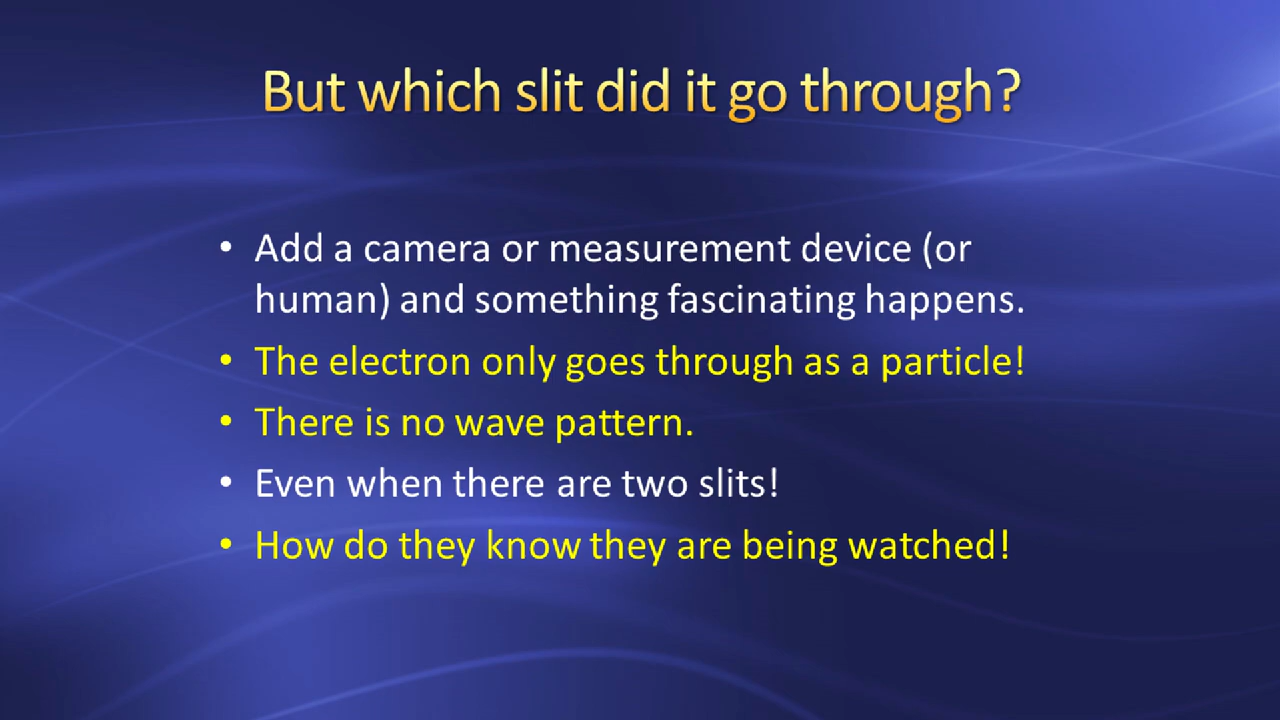 But which slit did it go through?
• Add a camera or measurement device (or
human) and something fascinating happens.
• The electron only goes through as a particle!
• There is no wave pattern.
• Even when there are two slits!
• How do they know they are being watched!